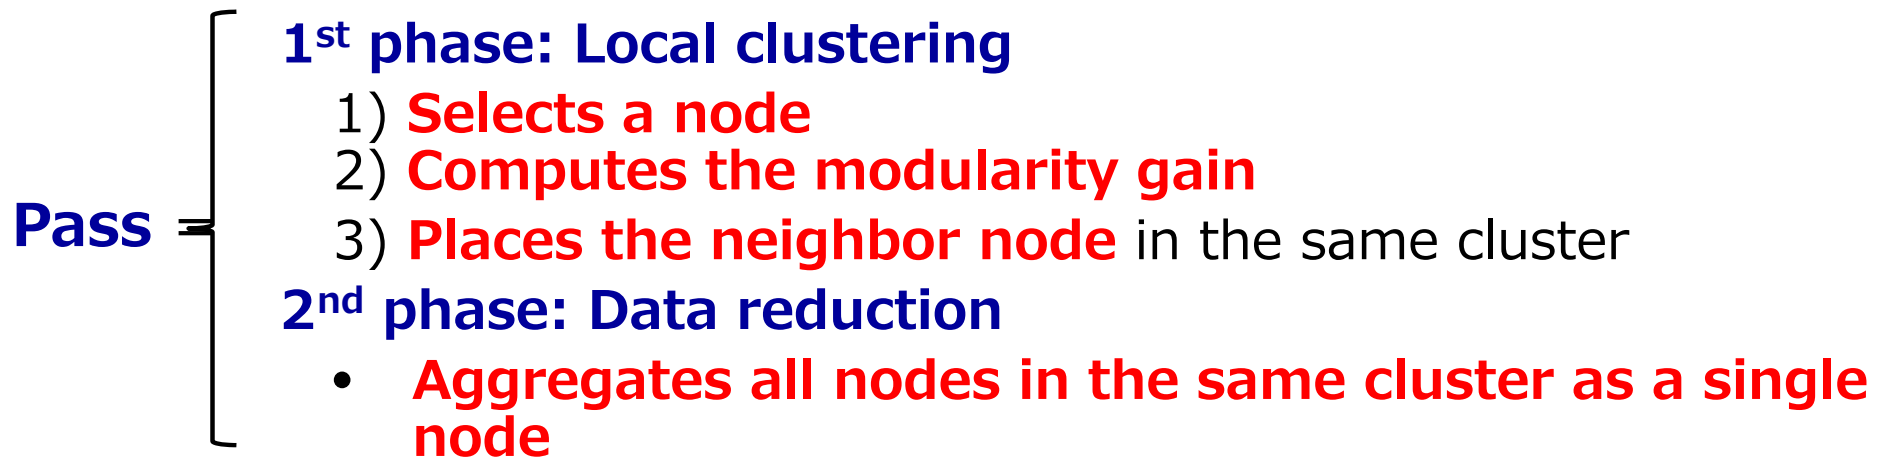 1st phase: Local clustering
1) Selects a node
2) Computes the modularity gain
Pass =
3) Places the neighbor node in the same cluster
2nd phase: Data reduction
• Aggregates all nodes in the same cluster as a single
node